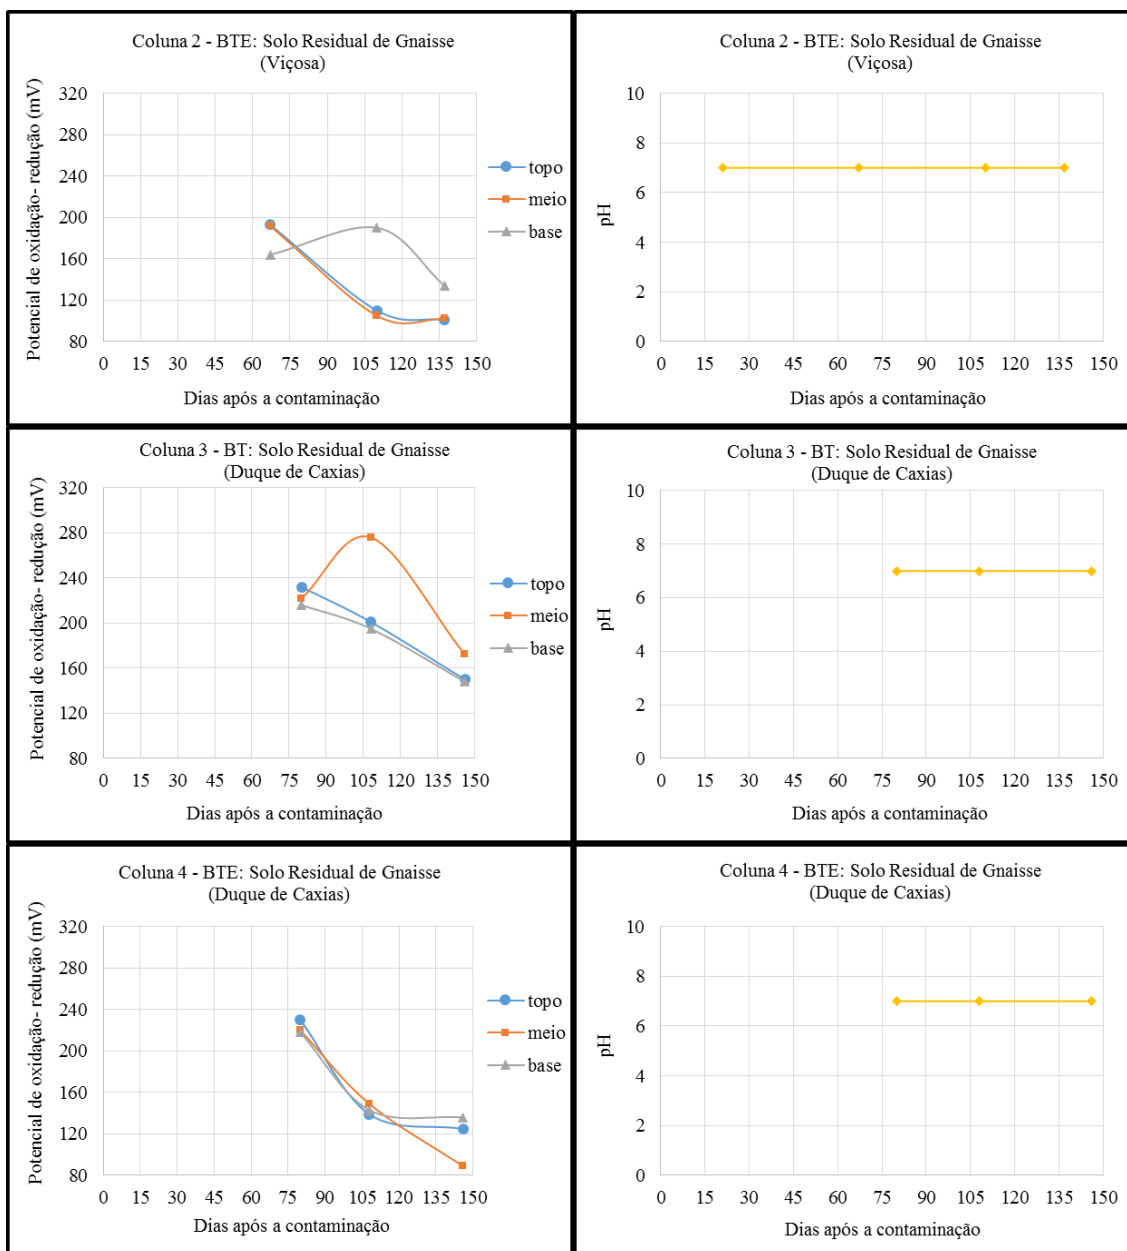 Coluna 2 - BTE: Solo Residual de Gnaisse
(Viçosa)
Potencial de oxidação- redução (mV)
320
280
240
200
160
120
80
0 15 30 45 60 75 90 105 120 135 150
Dias após a contaminação
topo
meio
base
Coluna 2 - BTE: Solo Residual de Gnaisse
(Viçosa)
pH
10
8
6
4
2
0
0 15 30 45 60 75 90 105 120 135 150
Dias após a contaminação
Coluna 3 - BT: Solo Residual de Gnaisse
(Duque de Caxias)
Potencial de oxidação- redução (mV)
320
280
240
200
160
120
80
0 15 30 45 60 75 90 105 120 135 150
Dias após a contaminação
topo
meio
base
Coluna 3 - BT: Solo Residual de Gnaisse
(Duque de Caxias)
pH
10
8
6
4
2
0
0 15 30 45 60 75 90 105 120 135 150
Dias após a contaminação
Coluna 4 - BTE: Solo Residual de Gnaisse
(Duque de Caxias)
Potencial de oxidação- redução (mV)
320
280
240
200
160
120
80
0 15 30 45 60 75 90 105 120 135 150
Dias após a contaminação
topo
meio
base
Coluna 4 - BTE: Solo Residual de Gnaisse
(Duque de Caxias)
pH
10
8
6
4
2
0
0 15 30 45 60 75 90 105 120 135 150
Dias após a contaminação